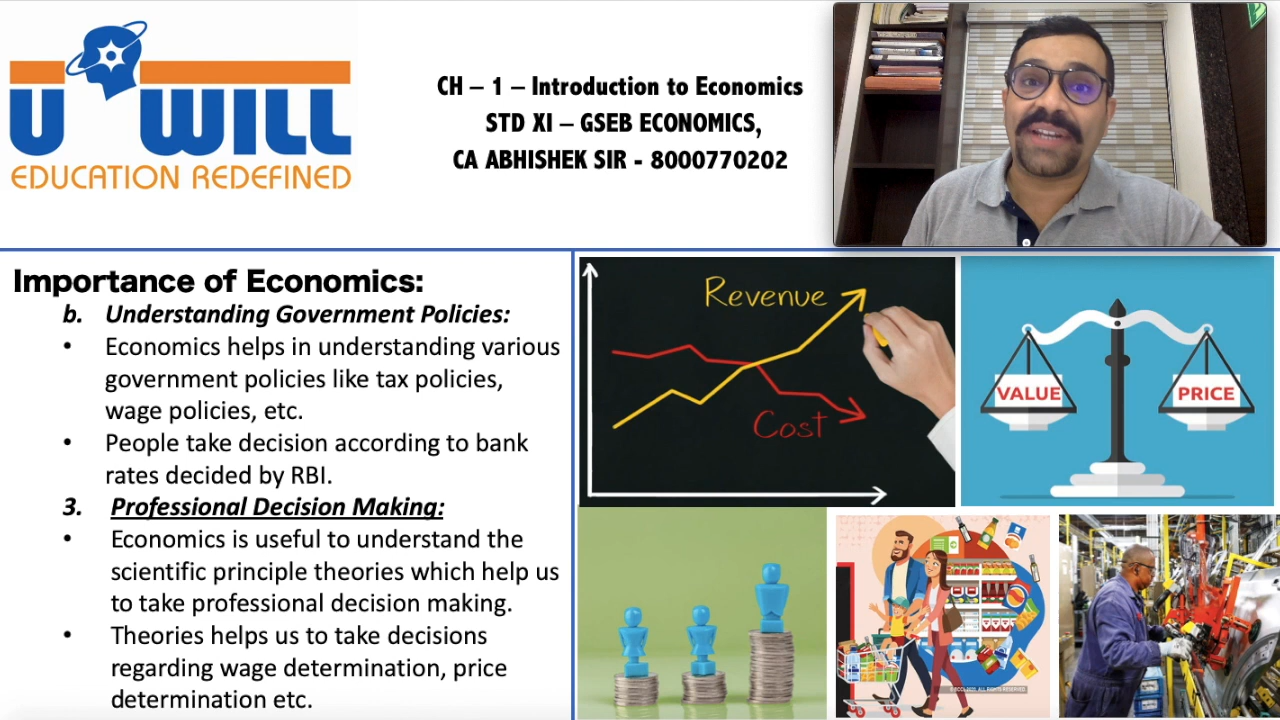 U WILL
EDUCATION REDEFINED
CH – 1 – Introduction to Economics
STD XI – GSEB ECONOMICS,
CA ABHISHEK SIR - 8000770202
Importance of Economics:
b. Understanding Government Policies:
• Economics helps in understanding various
government policies like tax policies,
wage policies, etc.
• People take decision according to bank
rates decided by RBI.
3. Professional Decision Making:
• Economics is useful to understand the
scientific principle theories which help us
to take professional decision making.
• Theories helps us to take decisions
regarding wage determination, price
determination etc.
Revenue
Cost
VALUE
PRICE